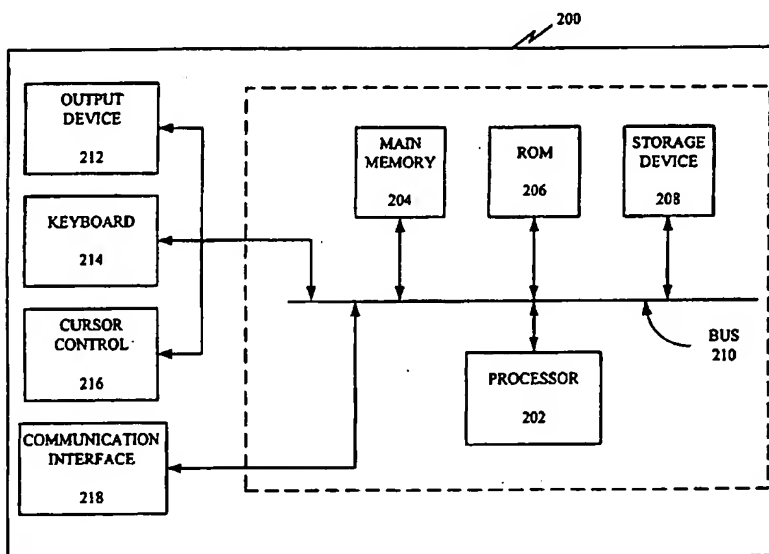 200
OUTPUT
DEVICE
212
KEYBOARD
214
CURSOR
CONTROL
216
COMMUNICATION
INTERFACE
218
MAIN
MEMORY
204
ROM
206
STORAGE
DEVICE
208
BUS
210
PROCESSOR
202